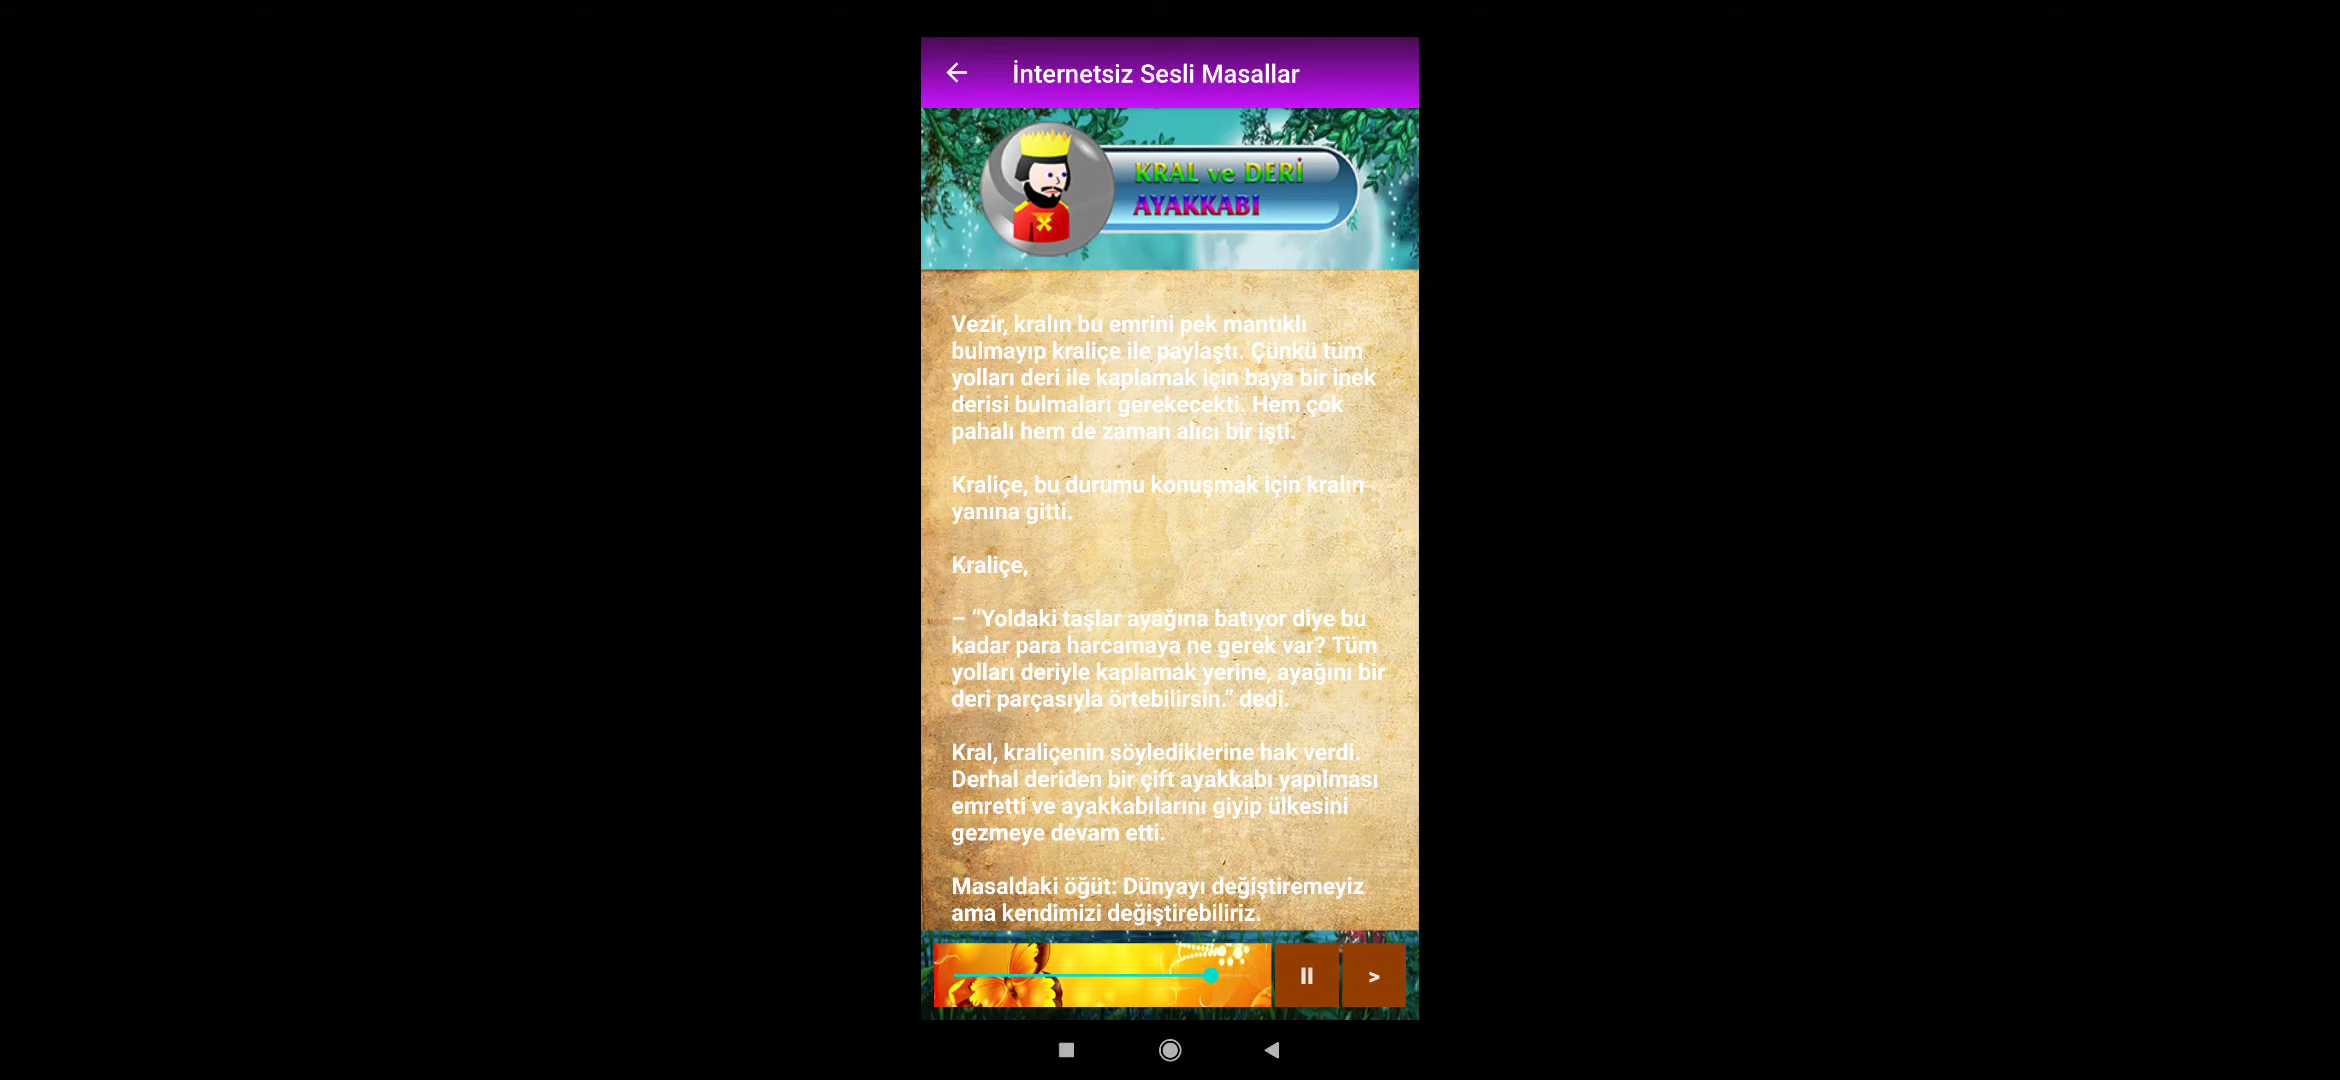 İnternetsiz Sesli Masallar
KRAL ve DERİ
AYAKKABI
Vezir, kralın bu emrini pek mantıklı
bulmayıp kraliçe ile paylaştı. Çünkü tüm
yolları deri ile kaplamak için baya bir inek
derisi bulmaları gerekecekti. Hem çok
pahalı hem de zaman alıcı bir işti.
Kraliçe, bu durumu konuşmak için kralın
yanına gitti.
Kraliçe,
– “Yoldaki taşlar ayağına batıyor diye bu
kadar para harcamaya ne gerek var? Tüm
yolları deriyle kaplamak yerine, ayağını bir
deri parçasıyla örtebilirsin.” dedi.
Kral, kraliçenin söylediklerine hak verdi.
Derhal deriden bir çift ayakkabı yapılması
emretti ve ayakkabılarını giyip ülkesini
gezmeye devam etti.
Masaldaki öğüt: Dünyayı değiştiremeyiz
ama kendimizi değiştirebiliriz.
>